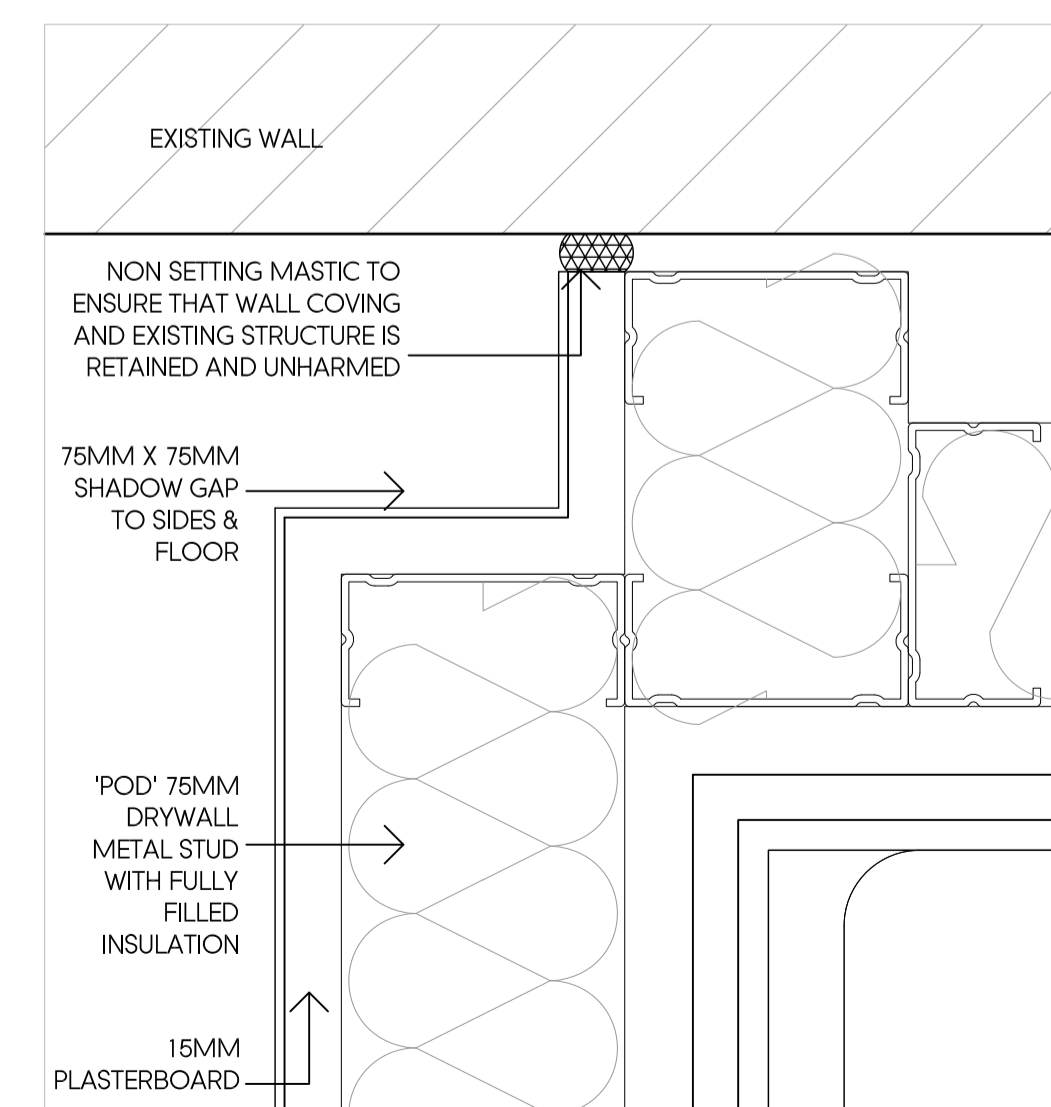 EXISTING WALL
NON SETTING MASTIC TO
ENSURE THAT WALL COVING
AND EXISTING STRUCTURE IS
RETAINED AND UNHARMED
75MM X 75MM
SHADOW GAP
TO SIDES &
FLOOR
'POD' 75MM
DRYWALL
METAL STUD
WITH FULLY
FILLED
INSULATION
15MM
PLASTERBOARD